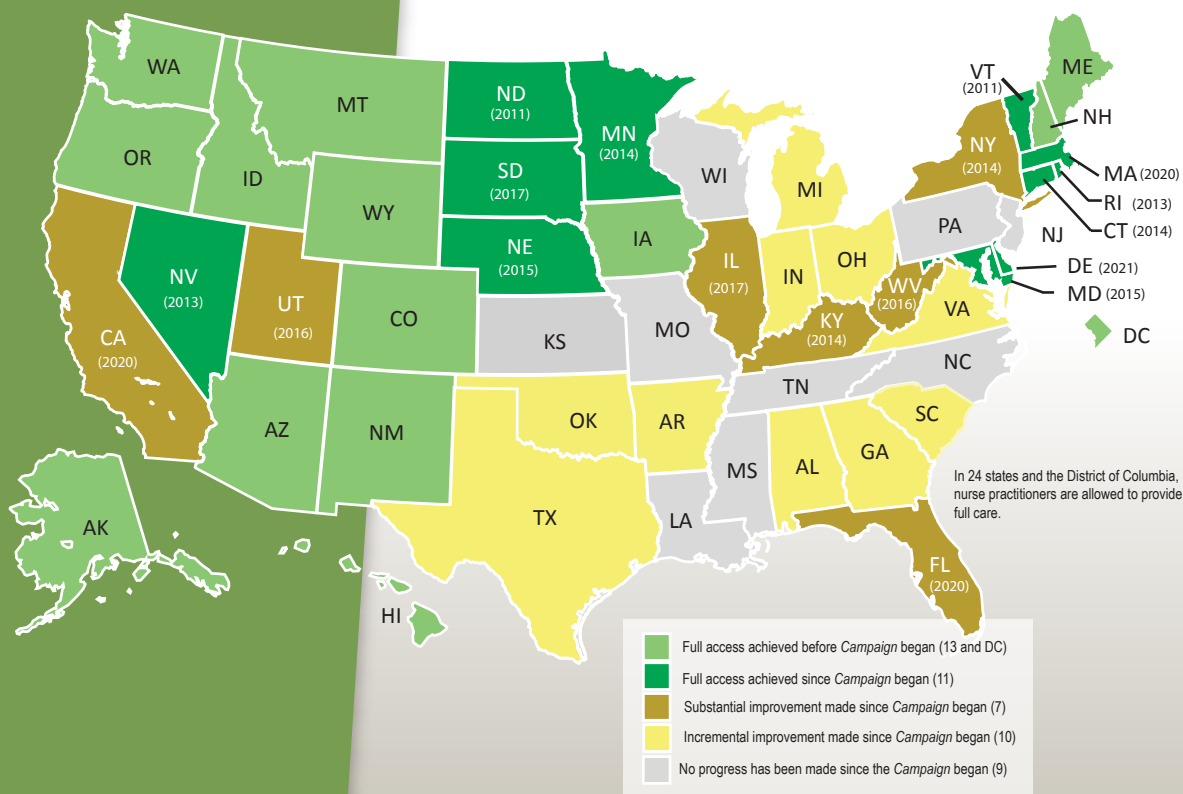 WA
MT
ND
(2011)
MN
(2014)
VT
(2011)
ME
NH
OR
ID
SD
(2017)
WI
MI
NY
(2014)
MA (2020)
RI (2013)
CT (2014)
WY
IA
PA
NJ
NE
(2015)
NV
(2013)
UT
(2016)
IL
(2017)
IN
OH
WV
(2016)
DE (2021)
MD (2015)
VA
CA
(2020)
CO
KS
MO
KY
(2014)
DC
NC
TN
AZ
NM
OK
AR
SC
MS
AL
GA
In 24 states and the District of Columbia,
nurse practitioners are allowed to provide
full care.
AK
TX
LA
FL
(2020)
HI
Full access achieved before Campaign began (13 and DC)
Full access achieved since Campaign began (11)
Substantial improvement made since Campaign began (7)
Incremental improvement made since Campaign began (10)
No progress has been made since the Campaign began (9)